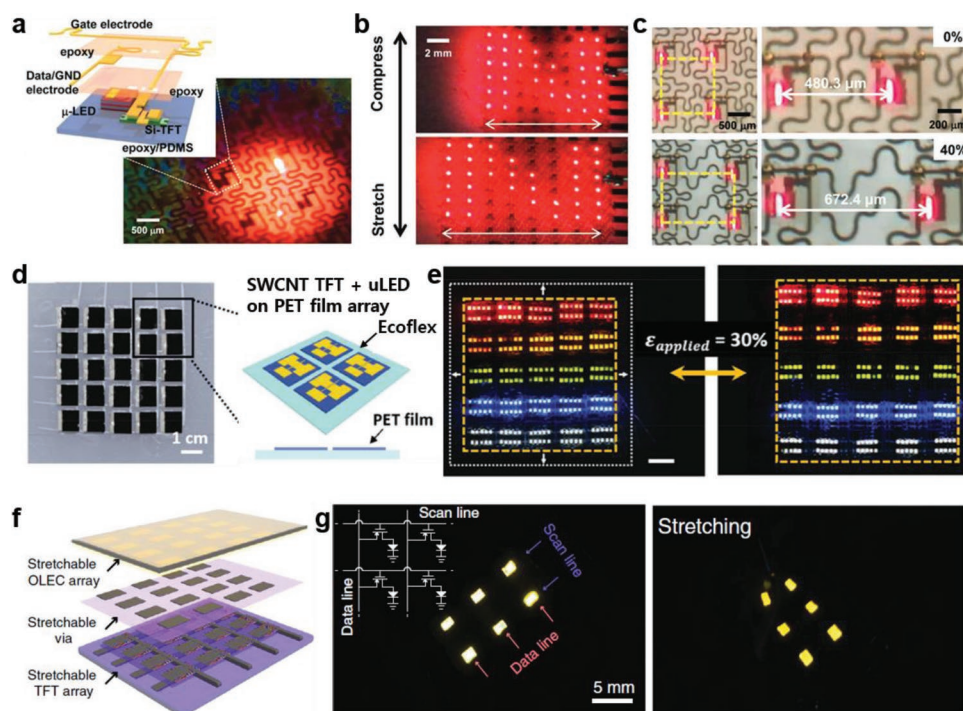 a
Gate electrode
epoxy
Data/GND
electrode
epoxy
μ-LED
Si-TFT
epoxy/PDMS
500 μm
b
Compress
2 mm
Stretch
c
500 μm
0%
480.3 μm
200 μm
40%
672.4 μm
d
1 cm
SWCNT TFT + uLED
on PET film array
Ecoflex
PET film
e
εapplied = 30%
f
Stretchable
OLEC array
Stretchable
via
Stretchable
TFT array
g
Scan line
Data line
Scan line
Data line
5 mm
Stretching